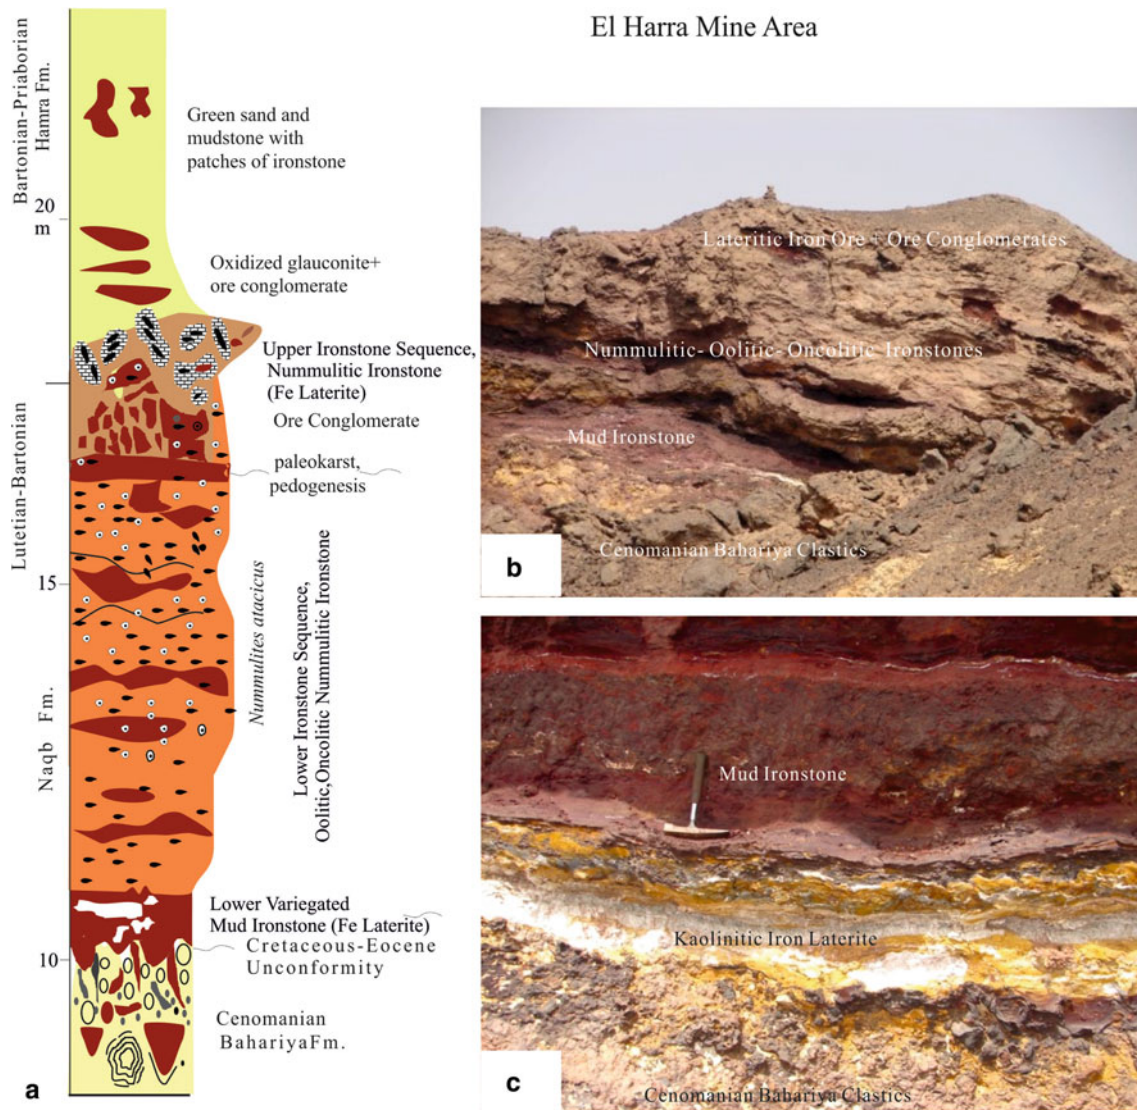 El Harra Mine Area
Bartonian-Priaborian
Hamra Fm.
Green sand and
mudstone with
patches of ironstone
20
m
Oxidized glauconite+
ore conglomerate
Upper Ironstone Sequence,
Nummulitic Ironstone
(Fe Laterite)
Ore Conglomerate
Lutetian-Bartonian
paleokarst,
pedogenesis
15
Nummulites atacicus
Lower Ironstone Sequence,
Oolitic,Oncolitic Nummulitic Ironstone
Naqb Fm.
Lower Variegated
Mud Ironstone (Fe Laterite)
Cretaceous-Eocene
Unconformity
10
Cenomanian
BahariyaFm.
a
Lateritic Iron Ore + Ore Conglomerates
Nummulitic- Oolitic- Oncolitic Ironstones
Mud Ironstone
Cenomanian Bahariya Clastics
b
Mud Ironstone
Kaolinitic Iron Laterite
Cenomanian Bahariya Clastics
c